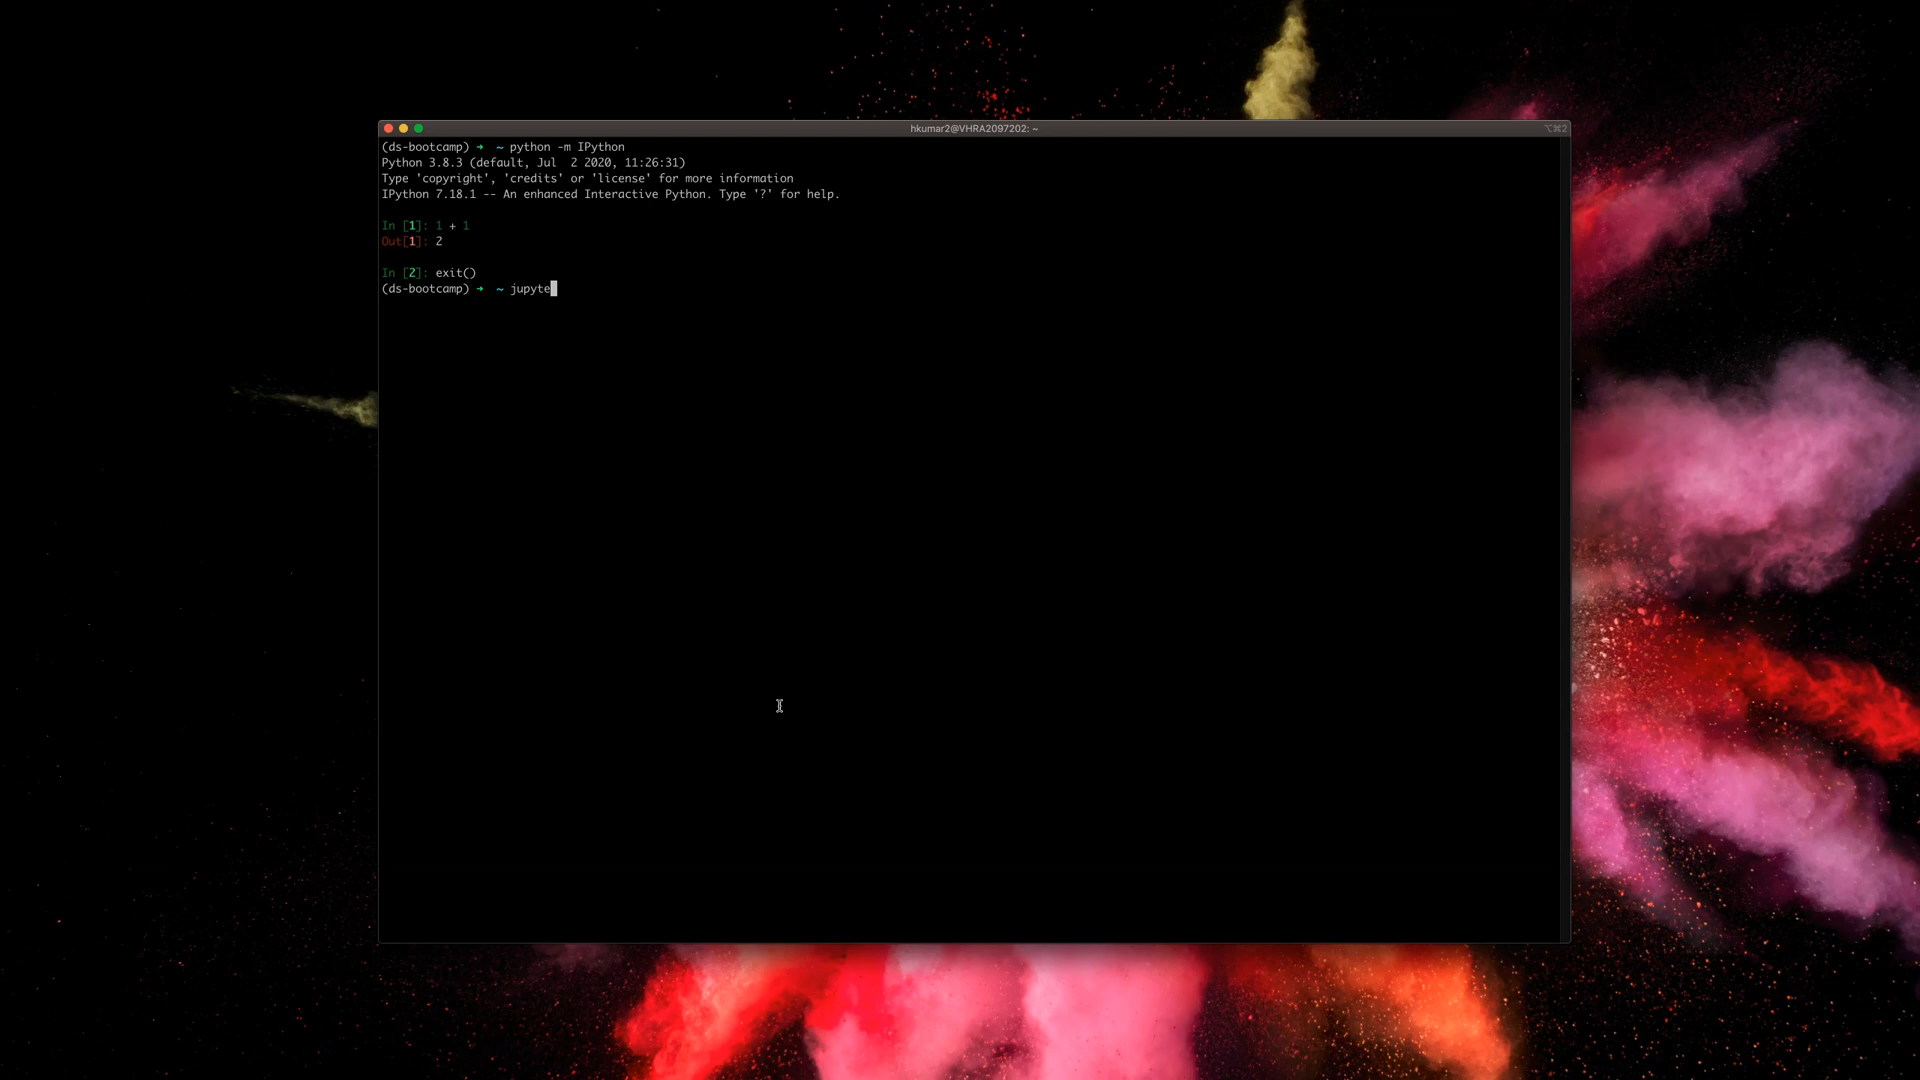 hkumar2@VHRA2097202: ~
⌥⌘2
(ds-bootcamp) ➜  ~ python -m IPython
Python 3.8.3 (default, Jul  2 2020, 11:26:31)
Type 'copyright', 'credits' or 'license' for more information
IPython 7.18.1 -- An enhanced Interactive Python. Type '?' for help.
In [1]: 1 + 1
Out[1]: 2
In [2]: exit()
(ds-bootcamp) ➜  ~ jupyte